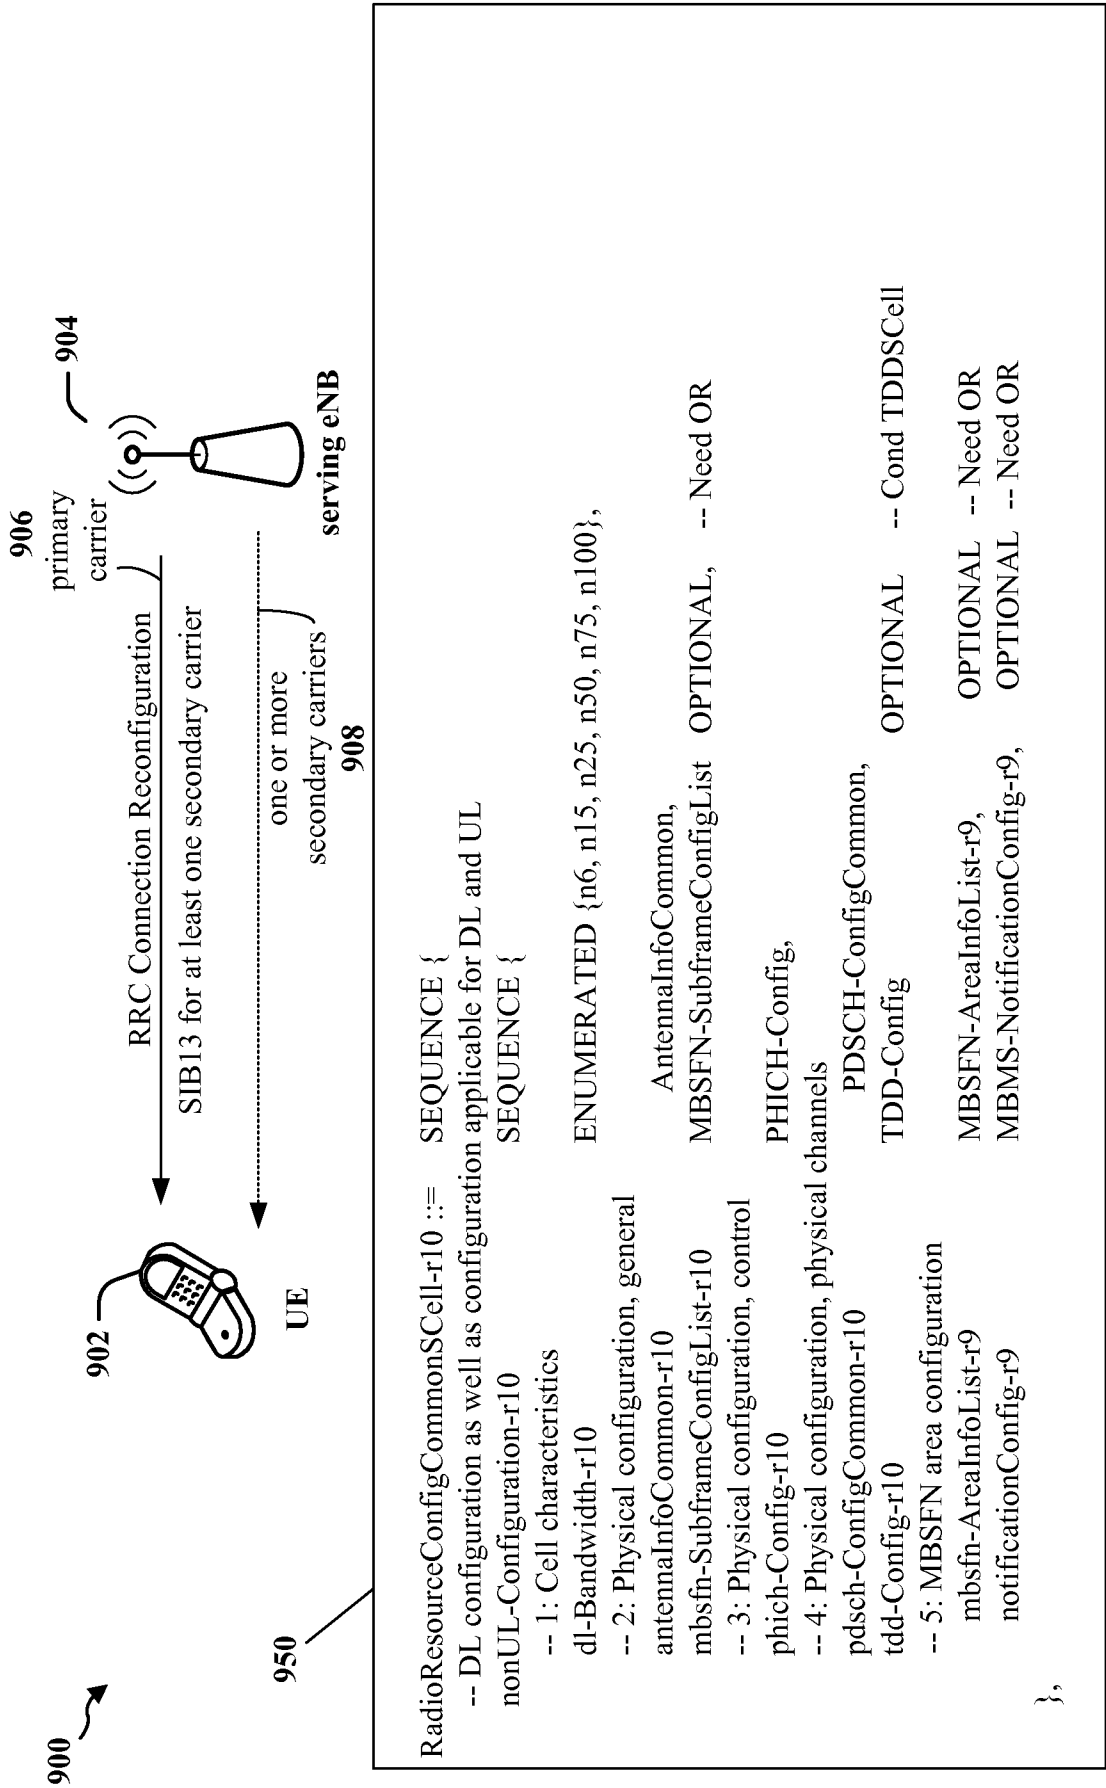 900
902
UE
RRC Connection Reconfiguration
SIB13 for at least one secondary carrier
906
primary
carrier
904
serving eNB
one or more
secondary carriers
908
950
RadioResourceConfigCommonSCell-r10 ::= SEQUENCE {
-- DL configuration as well as configuration applicable for DL and UL
nonUL-Configuration-r10 SEQUENCE {
-- 1: Cell characteristics
dl-Bandwidth-r10 ENUMERATED {n6, n15, n25, n50, n75, n100},
-- 2: Physical configuration, general
antennaInfoCommon-r10 AntennaInfoCommon,
mbsfn-SubframeConfigList-r10 MBSFN-SubframeConfigList OPTIONAL, -- Need OR
-- 3: Physical configuration, control
phich-Config-r10 PHICH-Config,
-- 4: Physical configuration, physical channels
pdsch-ConfigCommon-r10 PDSCH-ConfigCommon,
tdd-Config-r10 TDD-Config OPTIONAL -- Cond TDDSCell
-- 5: MBSFN area configuration
mbsfn-AreaInfoList-r9 MBSFN-AreaInfoList-r9, OPTIONAL -- Need OR
notificationConfig-r9 MBMS-NotificationConfig-r9, OPTIONAL -- Need OR
},